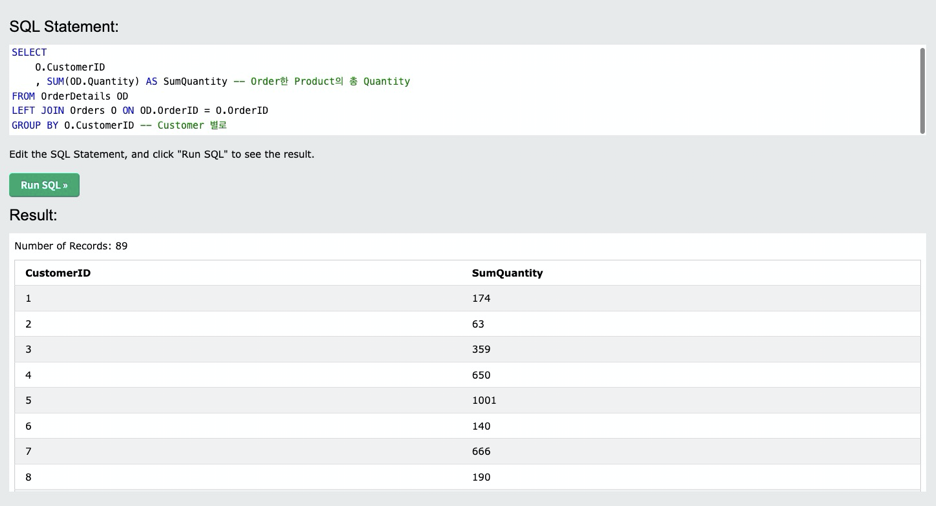 SQL Statement:
SELECT
O.CustomerID
, SUM(OD.Quantity) AS SumQuantity -- Order한 Product의 총 Quantity
FROM OrderDetails OD
LEFT JOIN Orders O ON OD.OrderID = O.OrderID
GROUP BY O.CustomerID -- Customer 별로
Edit the SQL Statement, and click "Run SQL" to see the result.
Run SQL »
Result:
Number of Records: 89
CustomerID SumQuantity
1 174
2 63
3 359
4 650
5 1001
6 140
7 666
8 190